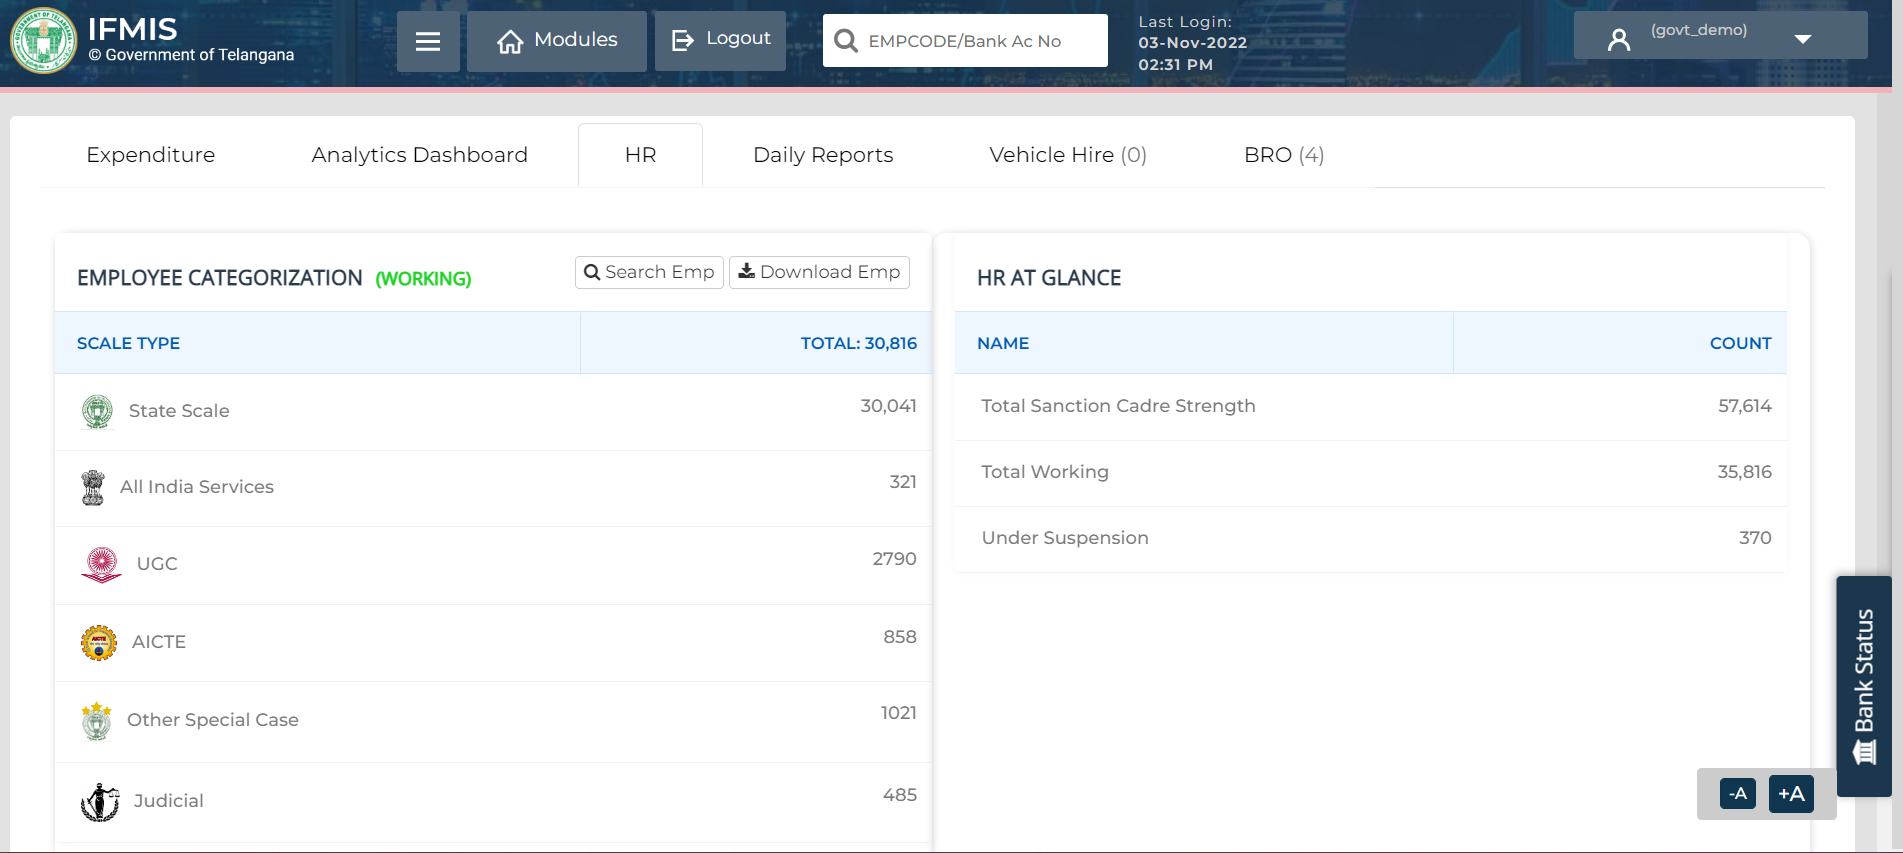 IFMIS
© Government of Telangana
Modules
Logout
EMPCODE/Bank Ac No
Last Login:
03-Nov-2022
02:31 PM
(govt_demo)
Expenditure
Analytics Dashboard
HR
Daily Reports
Vehicle Hire (0)
BRO (4)
EMPLOYEE CATEGORIZATION (WORKING)
Search Emp
Download Emp
SCALE TYPE
TOTAL: 30,816
State Scale
30,041
All India Services
321
UGC
2790
AICTE
858
Other Special Case
1021
Judicial
485
HR AT GLANCE
NAME
COUNT
Total Sanction Cadre Strength
57,614
Total Working
35,816
Under Suspension
370
Bank Status
-A
+A